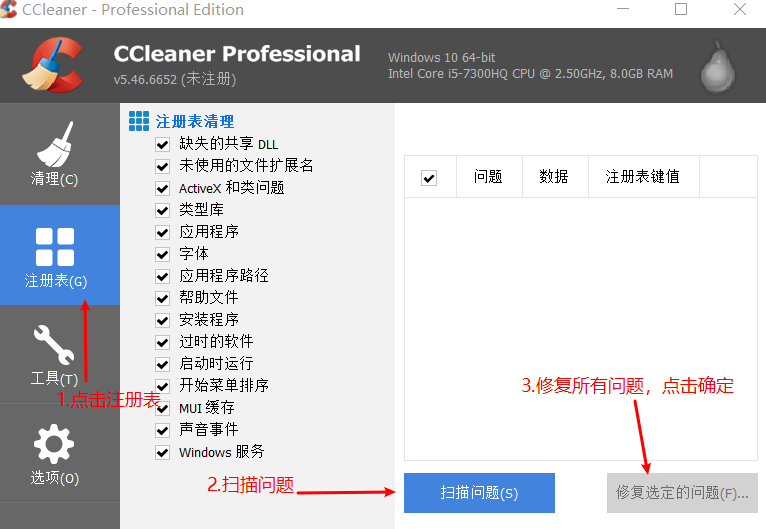 CCleaner - Professional Edition
CCleaner Professional
v5.46.6652 (未注册)
Windows 10 64-bit
Intel Core i5-7300HQ CPU @ 2.50GHz, 8.0GB RAM
清理(C)
注册表(G)
工具(T)
选项(O)
1.点击注册表
注册表清理
缺失的共享 DLL
未使用的文件扩展名
ActiveX 和类问题
类型库
应用程序
字体
应用程序路径
帮助文件
安装程序
过时的软件
启动时运行
开始菜单排序
MUI 缓存
声音事件
Windows 服务
2.扫描问题
问题 数据 注册表键值
3.修复所有问题，点击确定
扫描问题(S)
修复选定的问题(F)...